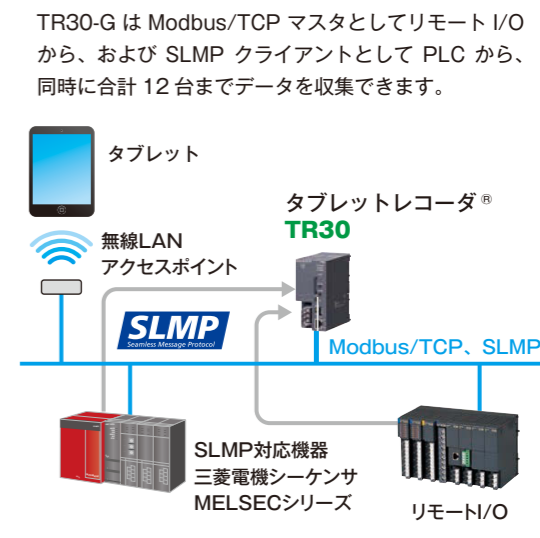 TR30-G は Modbus/TCP マスタとしてリモート I/O
から、および SLMP クライアントとして PLC から、
同時に合計 12 台までデータを収集できます。
タブレット
タブレットレコーダ®
TR30
無線LAN
アクセスポイント
SLMP
Seamless Message Protocol
Modbus/TCP、SLMP
SLMP対応機器
三菱電機シーケンサ
MELSECシリーズ
リモートI/O